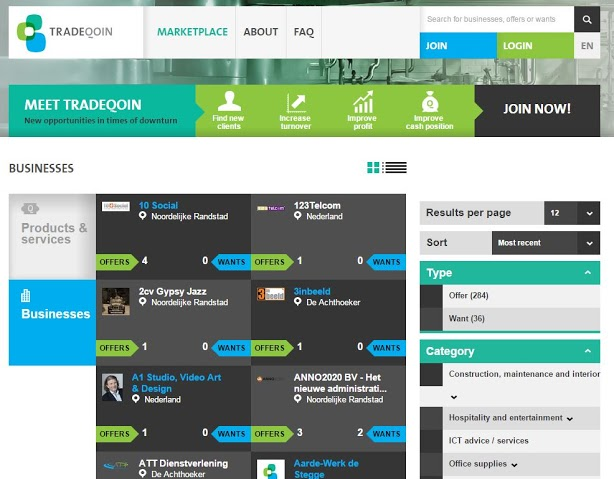 TRADEQOIN
MARKETPLACE
ABOUT
FAQ
Search for businesses, offers or wants
JOIN
LOGIN
EN
MEET TRADEQOIN
New opportunities in times of downturn
Find new
clients
Increase
turnover
Improve
profit
Improve
cash position
JOIN NOW!
BUSINESSES
Products &
services
Businesses
10 Social
Noordelijke Randstad
OFFERS 4 0 WANTS
123Telcom
Nederland
OFFERS 1 0 WANTS
2cv Gypsy Jazz
Noordelijke Randstad
OFFERS 1 0 WANTS
3inbeeld
De Achthoeker
OFFERS 1 0 WANTS
A1 Studio, Video Art
& Design
Nederland
OFFERS 1 0 WANTS
ANNO2020 BV - Het
nieuwe administrati...
Noordelijke Randstad
OFFERS 3 2 WANTS
ATT Dienstverlening
De Achthoeker
Aarde-Werk de
Stegge
Results per page 12
Sort Most recent
Type
Offer (284)
Want (36)
Category
Construction, maintenance and interior
Hospitality and entertainment
ICT advice / services
Office supplies